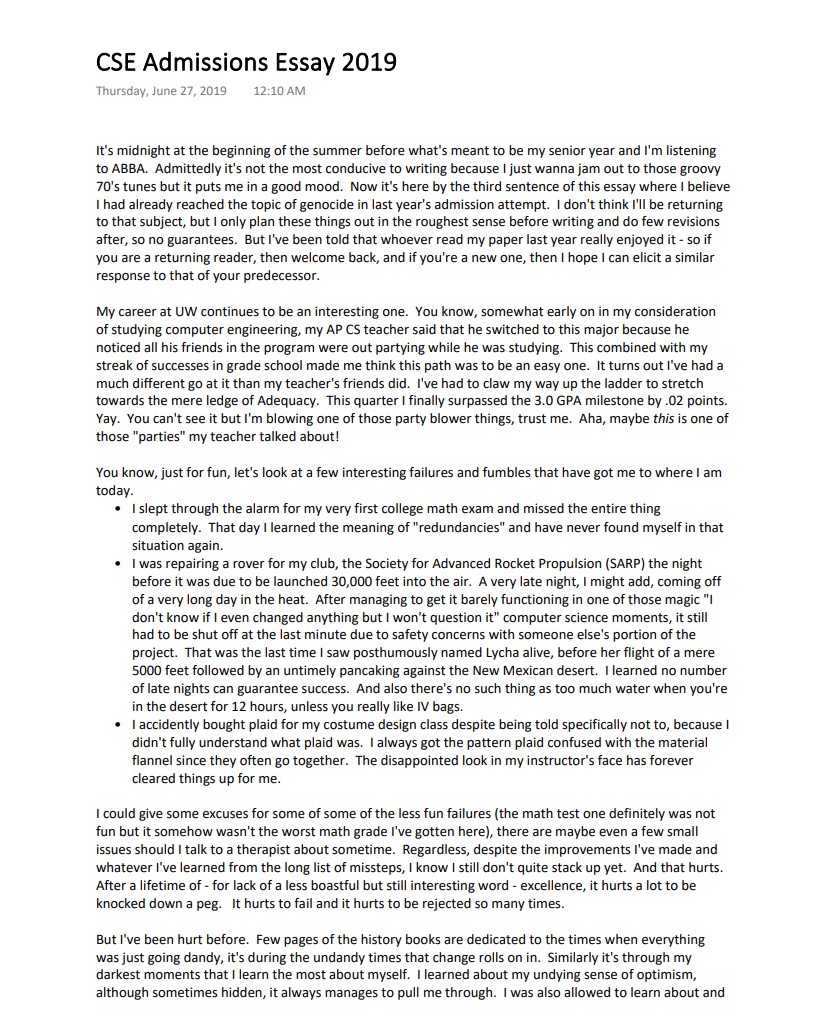 CSE Admissions Essay 2019
Thursday, June 27, 2019 12:10 AM
It's midnight at the beginning of the summer before what's meant to be my senior year and I'm listening
to ABBA. Admittedly it's not the most conducive to writing because I just wanna jam out to those groovy
70's tunes but it puts me in a good mood. Now it's here by the third sentence of this essay where I believe
I had already reached the topic of genocide in last year's admission attempt. I don't think I'll be returning
to that subject, but I only plan these things out in the roughest sense before writing and do few revisions
after, so no guarantees. But I've been told that whoever read my paper last year really enjoyed it - so if
you are a returning reader, then welcome back, and if you're a new one, then I hope I can elicit a similar
response to that of your predecessor.
My career at UW continues to be an interesting one. You know, somewhat early on in my consideration
of studying computer engineering, my AP CS teacher said that he switched to this major because he
noticed all his friends in the program were out partying while he was studying. This combined with my
streak of successes in grade school made me think this path was to be an easy one. It turns out I've had a
much different go at it than my teacher's friends did. I've had to claw my way up the ladder to stretch
towards the mere ledge of Adequacy. This quarter I finally surpassed the 3.0 GPA milestone by .02 points.
Yay. You can't see it but I'm blowing one of those party blower things, trust me. Aha, maybe this is one of
those "parties" my teacher talked about!
You know, just for fun, let's look at a few interesting failures and fumbles that have got me to where I am
today.
• I slept through the alarm for my very first college math exam and missed the entire thing
completely. That day I learned the meaning of "redundancies" and have never found myself in that
situation again.
• I was repairing a rover for my club, the Society for Advanced Rocket Propulsion (SARP) the night
before it was due to be launched 30,000 feet into the air. A very late night, I might add, coming off
of a very long day in the heat. After managing to get it barely functioning in one of those magic "I
don't know if I even changed anything but I won't question it" computer science moments, it still
had to be shut off at the last minute due to safety concerns with someone else's portion of the
project. That was the last time I saw posthumously named Lycha alive, before her flight of a mere
5000 feet followed by an untimely pancaking against the New Mexican desert. I learned no number
of late nights can guarantee success. And also there's no such thing as too much water when you're
in the desert for 12 hours, unless you really like IV bags.
• I accidently bought plaid for my costume design class despite being told specifically not to, because I
didn't fully understand what plaid was. I always got the pattern plaid confused with the material
flannel since they often go together. The disappointed look in my instructor's face has forever
cleared things up for me.
I could give some excuses for some of some of the less fun failures (the math test one definitely was not
fun but it somehow wasn't the worst math grade I've gotten here), there are maybe even a few small
issues should I talk to a therapist about sometime. Regardless, despite the improvements I've made and
whatever I've learned from the long list of missteps, I know I still don't quite stack up yet. And that hurts.
After a lifetime of - for lack of a less boastful but still interesting word - excellence, it hurts a lot to be
knocked down a peg. It hurts to fail and it hurts to be rejected so many times.
But I've been hurt before. Few pages of the history books are dedicated to the times when everything
was just going dandy, it's during the undandy times that change rolls on in. Similarly it's through my
darkest moments that I learn the most about myself. I learned about my undying sense of optimism,
although sometimes hidden, it always manages to pull me through. I was also allowed to learn about and